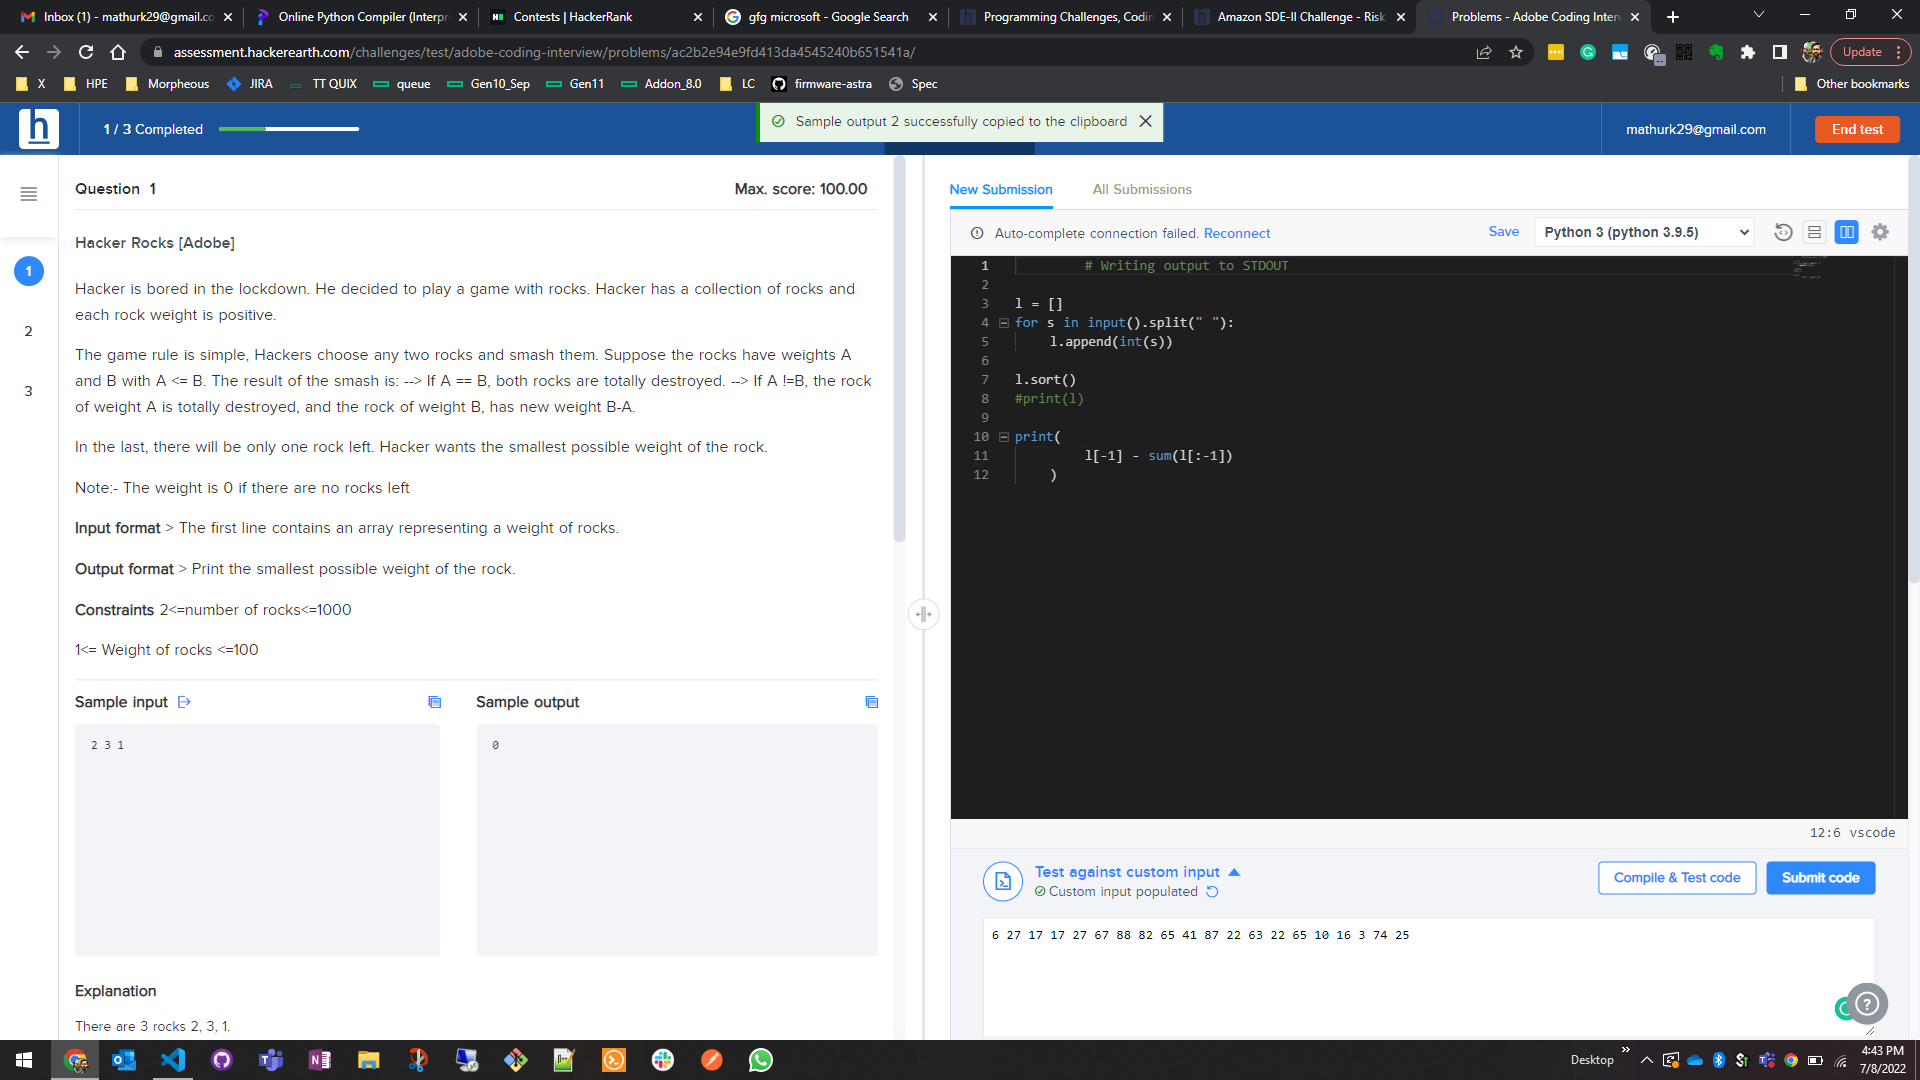 Inbox (1) - mathurk29@gmail.co
Online Python Compiler (Interpr
Contests | HackerRank
gfg microsoft - Google Search
Programming Challenges, Codin
Amazon SDE-II Challenge - Risk
Problems - Adobe Coding Interv
assessment.hackerearth.com/challenges/test/adobe-coding-interview/problems/ac2b2e94e9fd413da4545240b651541a/
Update
X
HPE
Morpheous
JIRA
TT QUIX
queue
Gen10_Sep
Gen11
Addon_8.0
LC
firmware-astra
Spec
Other bookmarks
h
1 / 3 Completed
Sample output 2 successfully copied to the clipboard
mathurk29@gmail.com
End test
1
2
3
Question 1
Max. score: 100.00
Hacker Rocks [Adobe]
Hacker is bored in the lockdown. He decided to play a game with rocks. Hacker has a collection of rocks and
each rock weight is positive.
The game rule is simple, Hackers choose any two rocks and smash them. Suppose the rocks have weights A
and B with A <= B. The result of the smash is: --> If A == B, both rocks are totally destroyed. --> If A !=B, the rock
of weight A is totally destroyed, and the rock of weight B, has new weight B-A.
In the last, there will be only one rock left. Hacker wants the smallest possible weight of the rock.
Note:- The weight is 0 if there are no rocks left
Input format > The first line contains an array representing a weight of rocks.
Output format > Print the smallest possible weight of the rock.
Constraints 2<=number of rocks<=1000
1<= Weight of rocks <=100
Sample input
Sample output
2 3 1
0
Explanation
There are 3 rocks 2, 3, 1.
New Submission
All Submissions
Auto-complete connection failed. Reconnect
Save
Python 3 (python 3.9.5)
1 # Writing output to STDOUT
2
3 l = []
4 for s in input().split(" "):
5 l.append(int(s))
6
7 l.sort()
8 #print(l)
9
10 print(
11 l[-1] - sum(l[:-1])
12 )
12:6 vscode
Test against custom input
Custom input populated
Compile & Test code
Submit code
6 27 17 17 27 67 88 82 65 41 87 22 63 22 65 10 16 3 74 25
?
Desktop
4:43 PM
7/8/2022